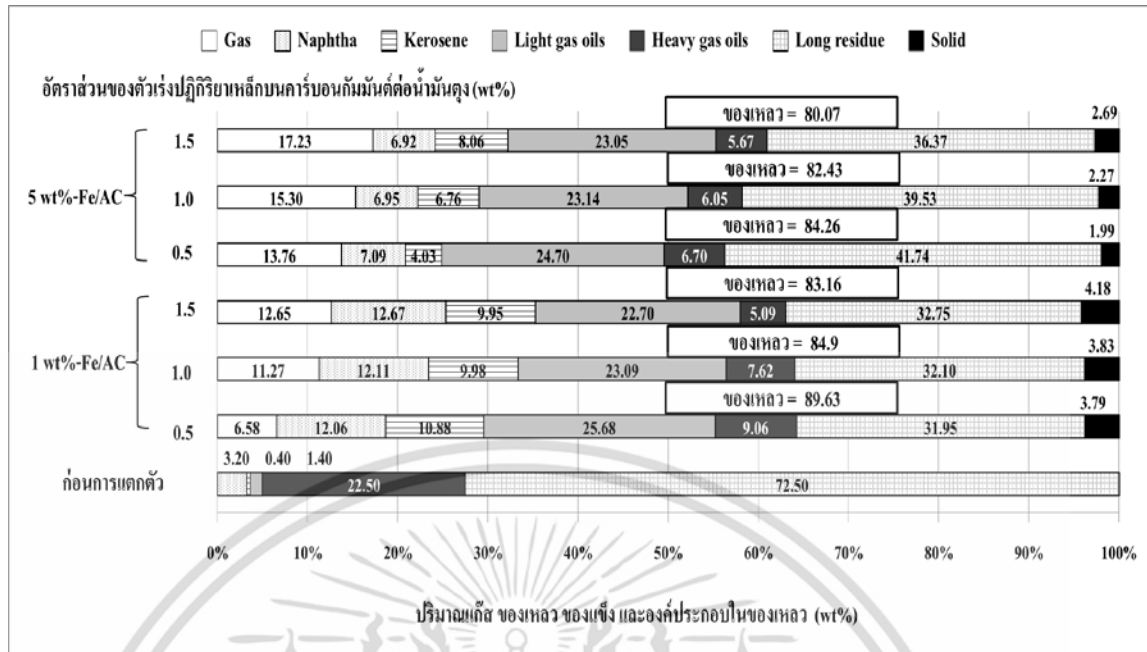 Gas Naphtha Kerosene Light gas oils Heavy gas oils Long residue Solid
อัตราส่วนของตัวเร่งปฏิกิริยาเหล็กบนคาร์บอนกัมมันต์ต่อน้ำมันตุง (wt%)
ของเหลว = 80.07 2.69
1.5 17.23 6.92 8.06 23.05 5.67 36.37
ของเหลว = 82.43 2.27
5 wt%-Fe/AC 1.0 15.30 6.95 6.76 23.14 6.05 39.53
ของเหลว = 84.26 1.99
0.5 13.76 7.09 4.03 24.70 6.70 41.74
ของเหลว = 83.16 4.18
1.5 12.65 12.67 9.95 22.70 5.09 32.75
ของเหลว = 84.9 3.83
1 wt%-Fe/AC 1.0 11.27 12.11 9.98 23.09 7.62 32.10
ของเหลว = 89.63 3.79
0.5 6.58 12.06 10.88 25.68 9.06 31.95
3.20 0.40 1.40
ก่อนการแตกตัว 22.50 72.50
0% 10% 20% 30% 40% 50% 60% 70% 80% 90% 100%
ปริมาณแก๊ส ของเหลว ของแข็ง และองค์ประกอบในของเหลว (wt%)